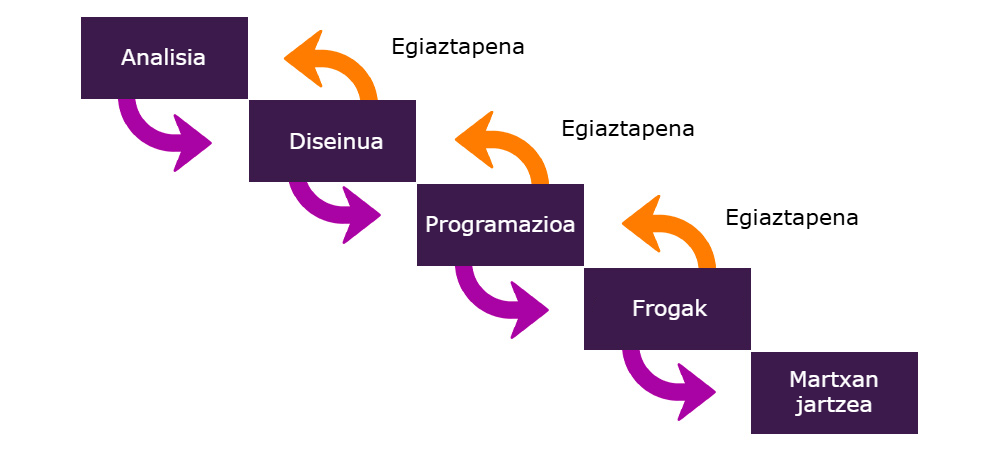 Analisia
Egiaztapena
Diseinua
Egiaztapena
Programazioa
Egiaztapena
Frogak
Martxan
jartzea